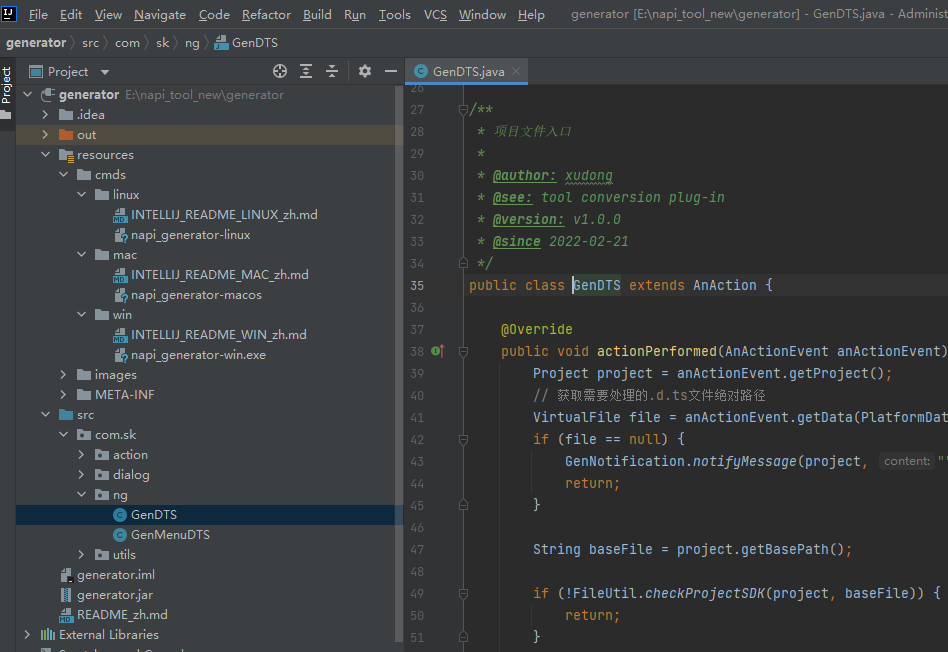 File Edit View Navigate Code Refactor Build Run Tools VCS Window Help generator [E:\napi_tool_new\generator] - GenDTS.java - Administ
generator src com sk ng GenDTS
Project
Project
GenDTS.java
generator E:\napi_tool_new\generator
.idea
out
resources
cmds
linux
INTELLIJ_README_LINUX_zh.md
napi_generator-linux
mac
INTELLIJ_README_MAC_zh.md
napi_generator-macos
win
INTELLIJ_README_WIN_zh.md
napi_generator-win.exe
images
META-INF
src
com.sk
action
dialog
ng
GenDTS
GenMenuDTS
utils
generator.iml
generator.jar
README_zh.md
External Libraries
26
27 /**
28 * 项目文件入口
29 *
30 * @author: xudong
31 * @see: tool conversion plug-in
32 * @version: v1.0.0
33 * @since 2022-02-21
34 */
35 public class GenDTS extends AnAction {
36
37 @Override
38 public void actionPerformed(AnActionEvent anActionEvent)
39 Project project = anActionEvent.getProject();
40 // 获取需要处理的.d.ts文件绝对路径
41 VirtualFile file = anActionEvent.getData(PlatformDat
42 if (file == null) {
43 GenNotification.notifyMessage(project, content: "
44 return;
45 }
46
47 String baseFile = project.getBasePath();
48
49 if (!FileUtil.checkProjectSDK(project, baseFile)) {
50 return;
51 }